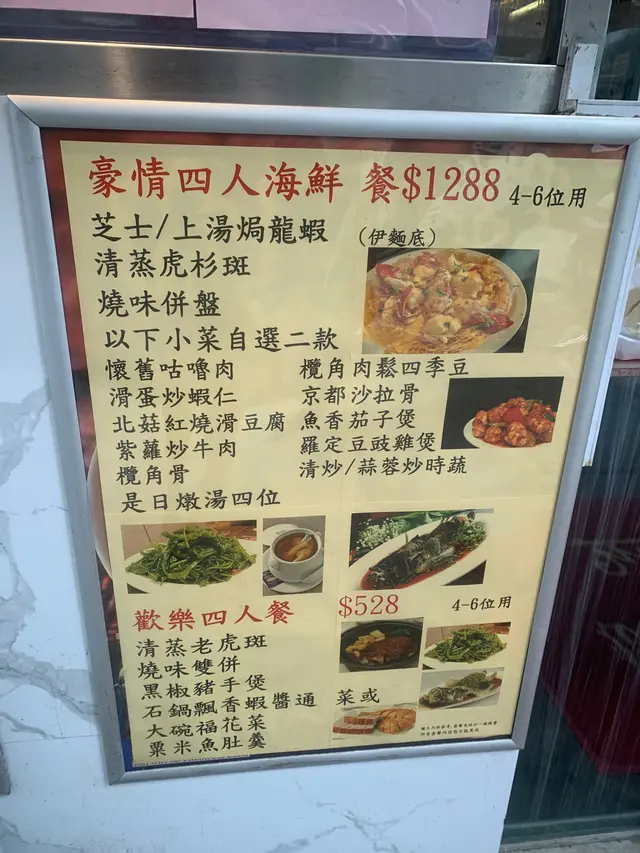 豪情四人海鮮 餐$1288 4-6位用
芝士/上湯焗龍蝦 (伊麵底)
清蒸虎杉斑
燒味併盤
以下小菜自選二款
懷舊咕嚕肉 欖角肉鬆四季豆
滑蛋炒蝦仁 京都沙拉骨
北菇紅燒滑豆腐 魚香茄子煲
紫蘿炒牛肉 羅定豆豉雞煲
欖角骨 清炒/蒜蓉炒時蔬
是日燉湯四位
歡樂四人餐 $528 4-6位用
清蒸老虎斑
燒味雙併
黑椒豬手煲
石鍋飄香蝦醬通 菜或
大碗福花菜
粟米魚肚羹